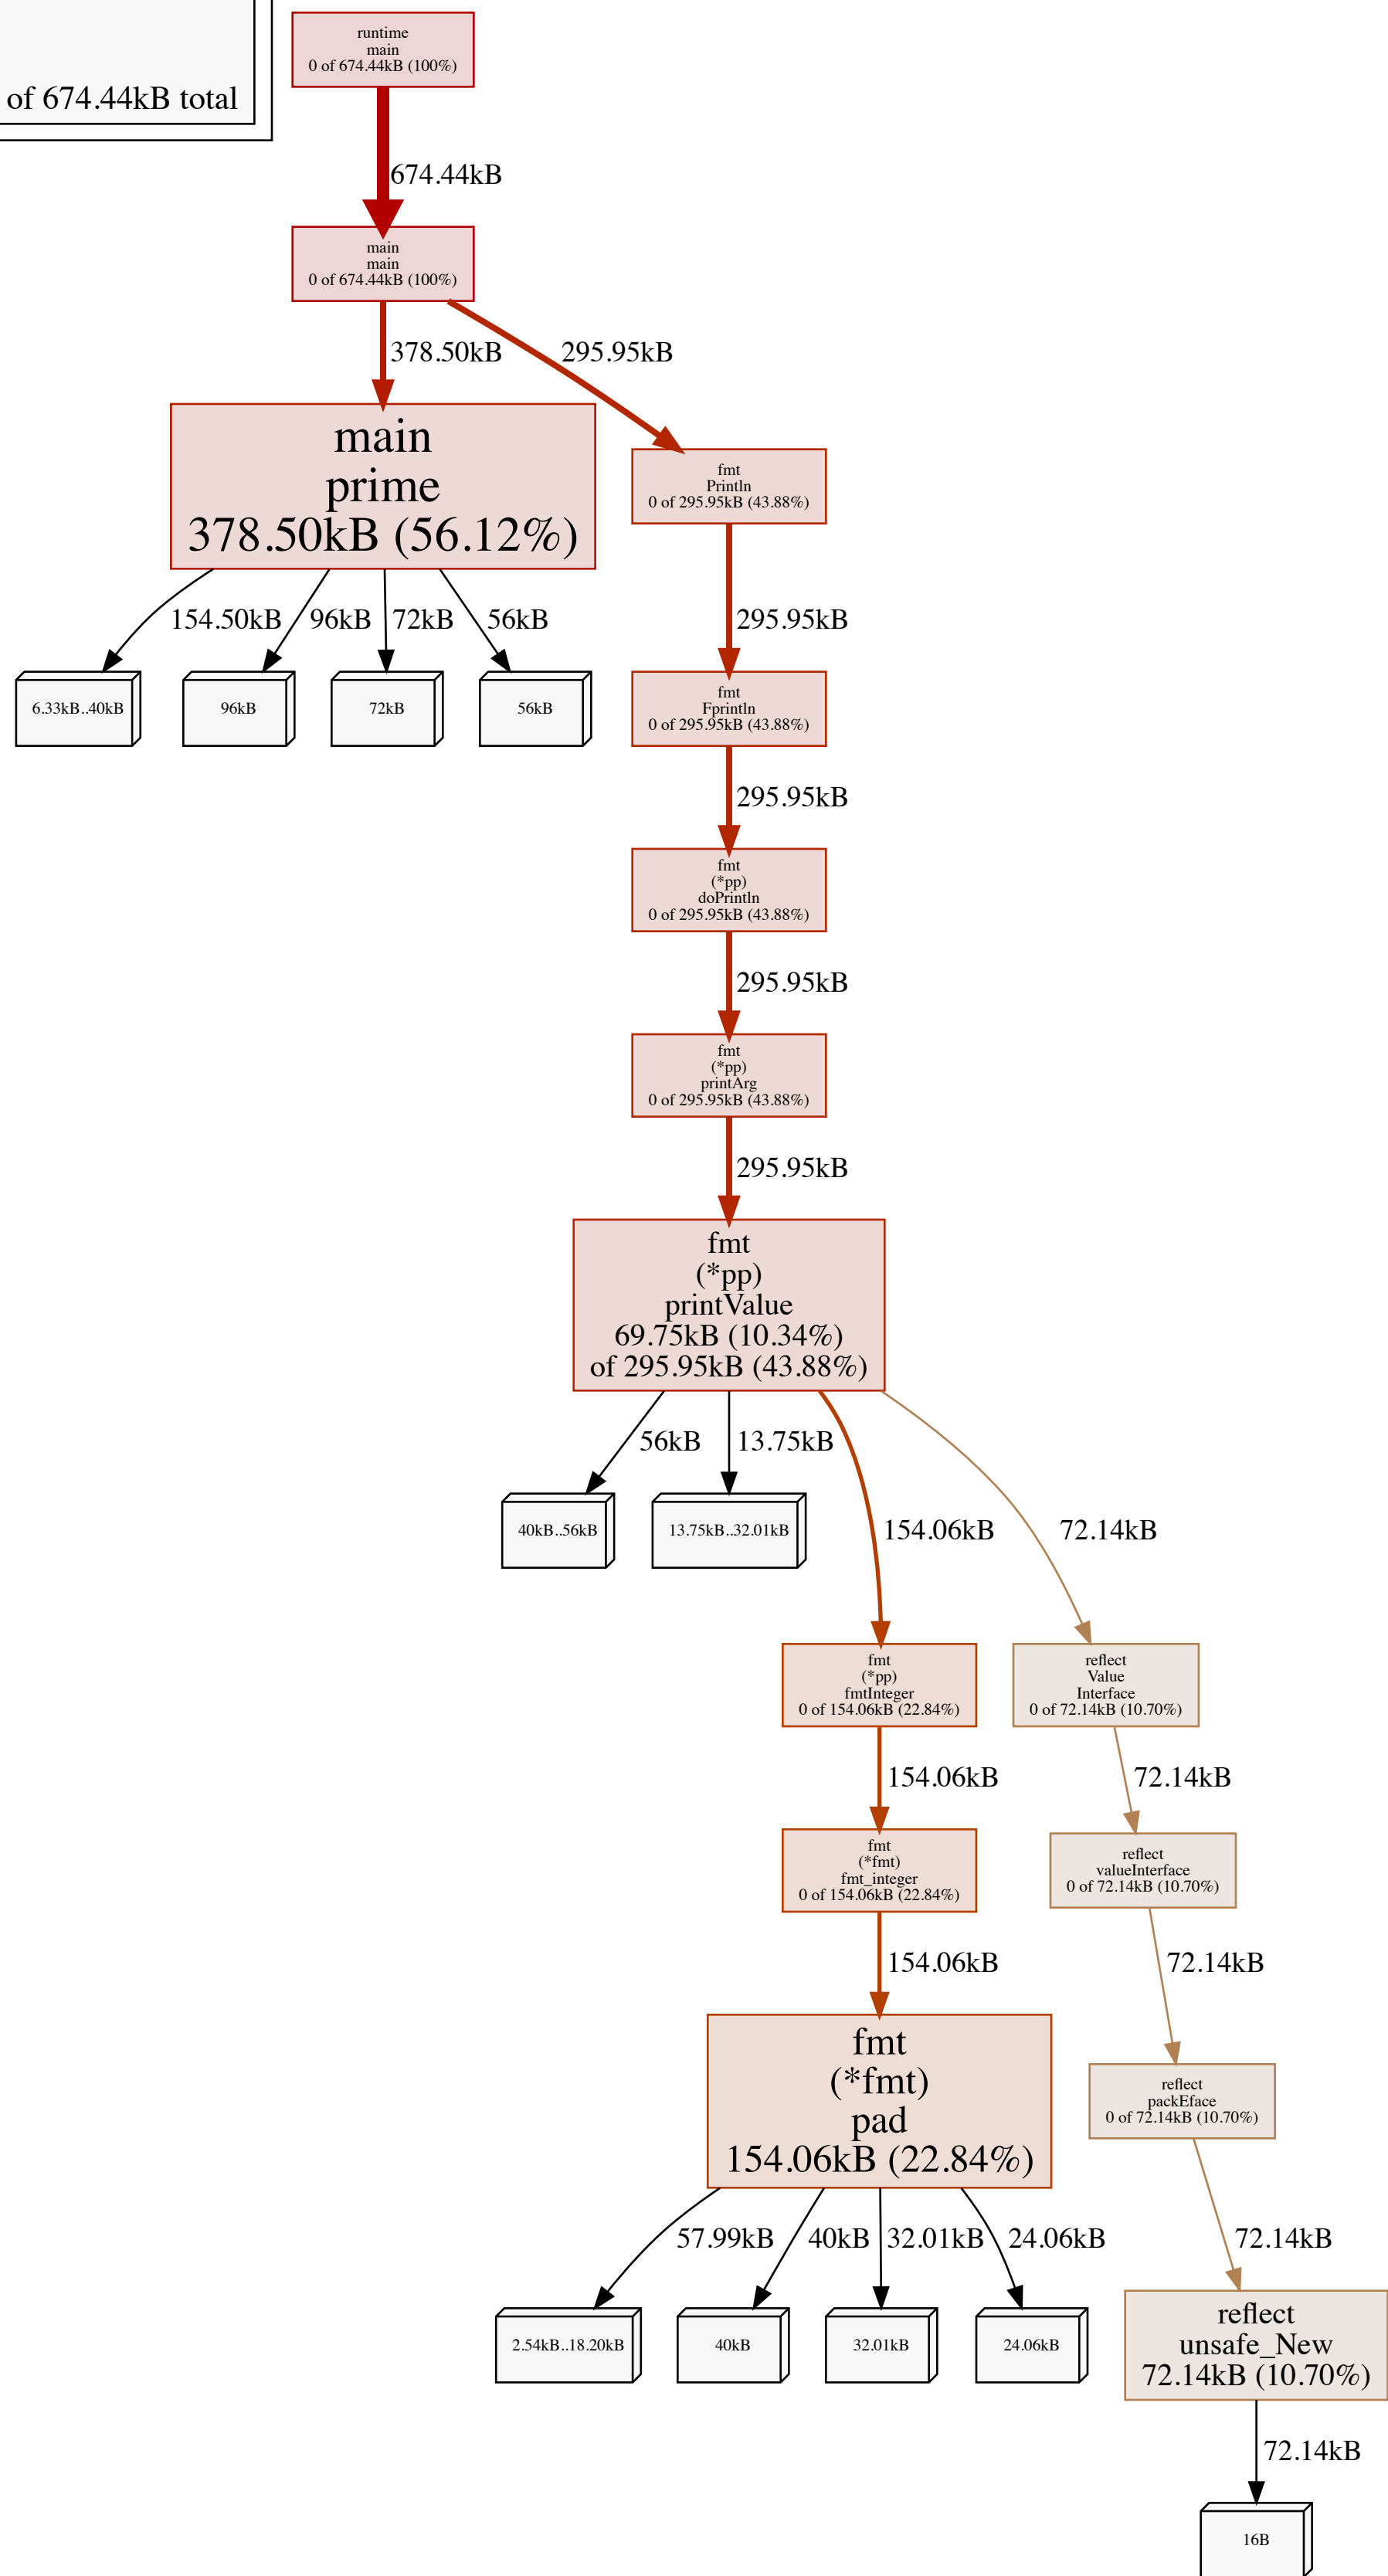 of 674.44kB total
runtime
main
0 of 674.44kB (100%)
674.44kB
main
main
0 of 674.44kB (100%)
378.50kB
295.95kB
main
prime
378.50kB (56.12%)
fmt
Println
0 of 295.95kB (43.88%)
154.50kB
96kB
72kB
56kB
295.95kB
6.33kB..40kB
96kB
72kB
56kB
fmt
Fprintln
0 of 295.95kB (43.88%)
295.95kB
fmt
(*pp)
doPrintln
0 of 295.95kB (43.88%)
295.95kB
fmt
(*pp)
printArg
0 of 295.95kB (43.88%)
295.95kB
fmt
(*pp)
printValue
69.75kB (10.34%)
of 295.95kB (43.88%)
56kB
13.75kB
154.06kB
72.14kB
40kB..56kB
13.75kB..32.01kB
fmt
(*pp)
fmtInteger
0 of 154.06kB (22.84%)
reflect
Value
Interface
0 of 72.14kB (10.70%)
154.06kB
72.14kB
fmt
(*fmt)
fmt_integer
0 of 154.06kB (22.84%)
reflect
valueInterface
0 of 72.14kB (10.70%)
154.06kB
72.14kB
fmt
(*fmt)
pad
154.06kB (22.84%)
reflect
packEface
0 of 72.14kB (10.70%)
57.99kB
40kB
32.01kB
24.06kB
72.14kB
2.54kB..18.20kB
40kB
32.01kB
24.06kB
reflect
unsafe_New
72.14kB (10.70%)
72.14kB
16B